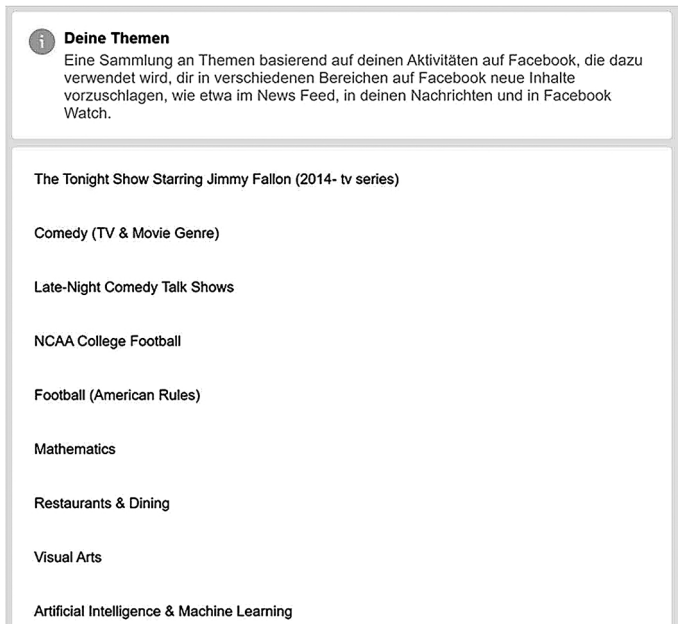 Deine Themen
Eine Sammlung an Themen basierend auf deinen Aktivitäten auf Facebook, die dazu
verwendet wird, dir in verschiedenen Bereichen auf Facebook neue Inhalte
vorzuschlagen, wie etwa im News Feed, in deinen Nachrichten und in Facebook
Watch.
The Tonight Show Starring Jimmy Fallon (2014- tv series)
Comedy (TV & Movie Genre)
Late-Night Comedy Talk Shows
NCAA College Football
Football (American Rules)
Mathematics
Restaurants & Dining
Visual Arts
Artificial Intelligence & Machine Learning